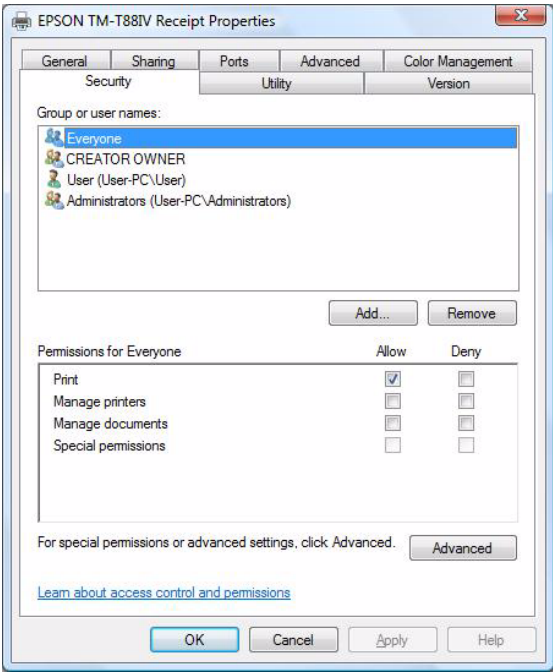 EPSON TM-T88IV Receipt Properties
General Sharing Ports Advanced Color Management
Security Utility Version
Group or user names:
Everyone
CREATOR OWNER
User (User-PC\User)
Administrators (User-PC\Administrators)
Add... Remove
Permissions for Everyone Allow Deny
Print
Manage printers
Manage documents
Special permissions
For special permissions or advanced settings, click Advanced. Advanced
Learn about access control and permissions
OK Cancel Apply Help